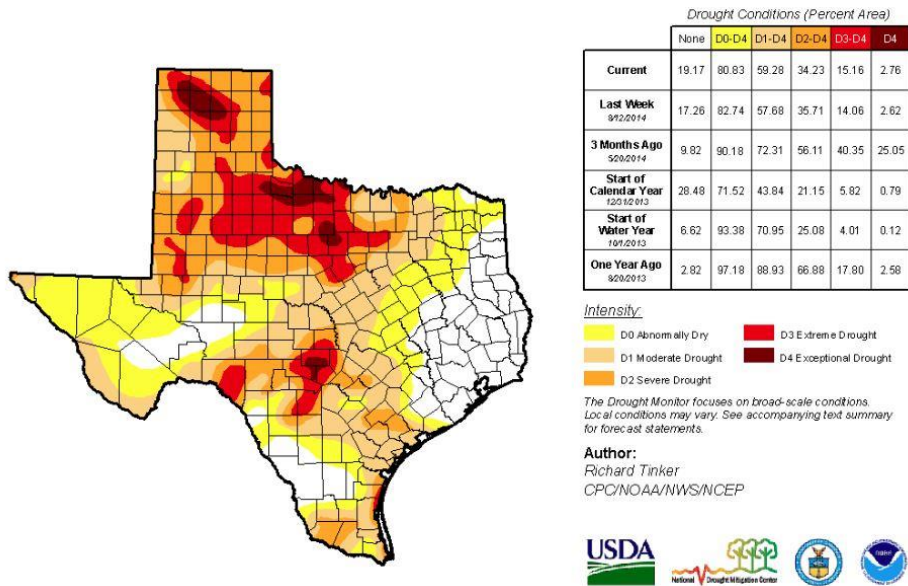 Drought Conditions (Percent Area)
None D0-D4 D1-D4 D2-D4 D3-D4 D4
Current 19.17 80.83 59.28 34.23 15.16 2.76
Last Week 17.26 82.74 57.68 35.71 14.06 2.62
8/12/2014
3 Months Ago 9.82 90.18 72.31 56.11 40.35 25.05
5/20/2014
Start of
Calendar Year 28.48 71.52 43.84 21.15 5.82 0.79
12/31/2013
Start of
Water Year 6.62 93.38 70.95 25.08 4.01 0.12
10/1/2013
One Year Ago 2.82 97.18 88.93 66.88 17.80 2.58
8/20/2013
Intensity:
D0 Abnormally Dry D3 Extreme Drought
D1 Moderate Drought D4 Exceptional Drought
D2 Severe Drought
The Drought Monitor focuses on broad-scale conditions.
Local conditions may vary. See accompanying text summary
for forecast statements.
Author:
Richard Tinker
CPC/NOAA/NWS/NCEP
USDA
National Drought Mitigation Center